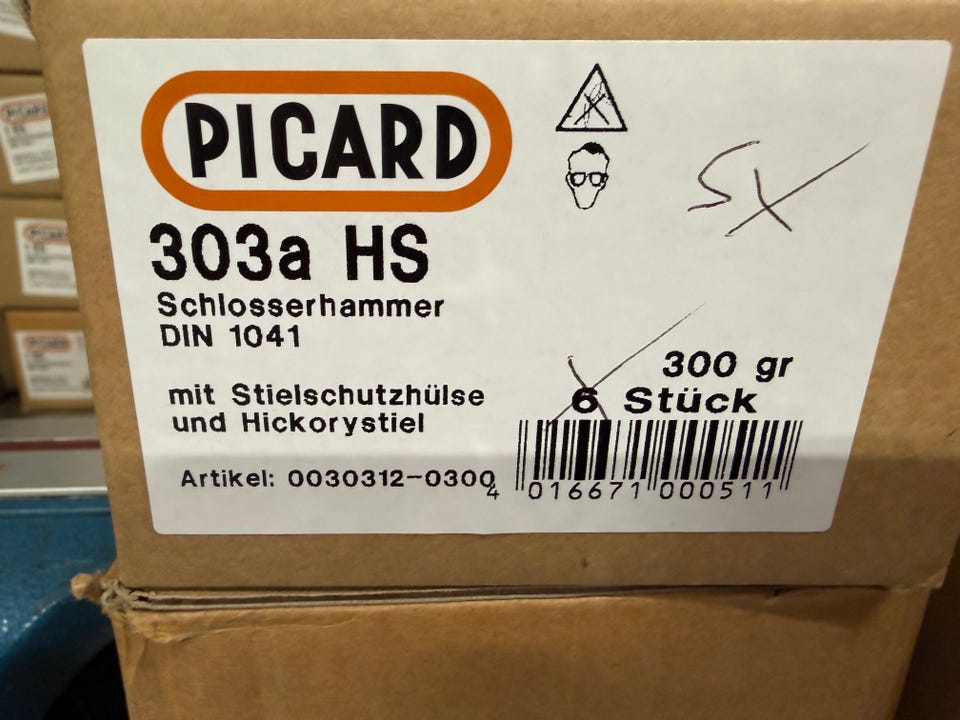 PICARD
303a HS
Schlosserhammer
DIN 1041
mit Stielschutzhülse
und Hickorystiel
Artikel: 0030312-0300
5x
300 gr
6 Stück
4 016671 000511